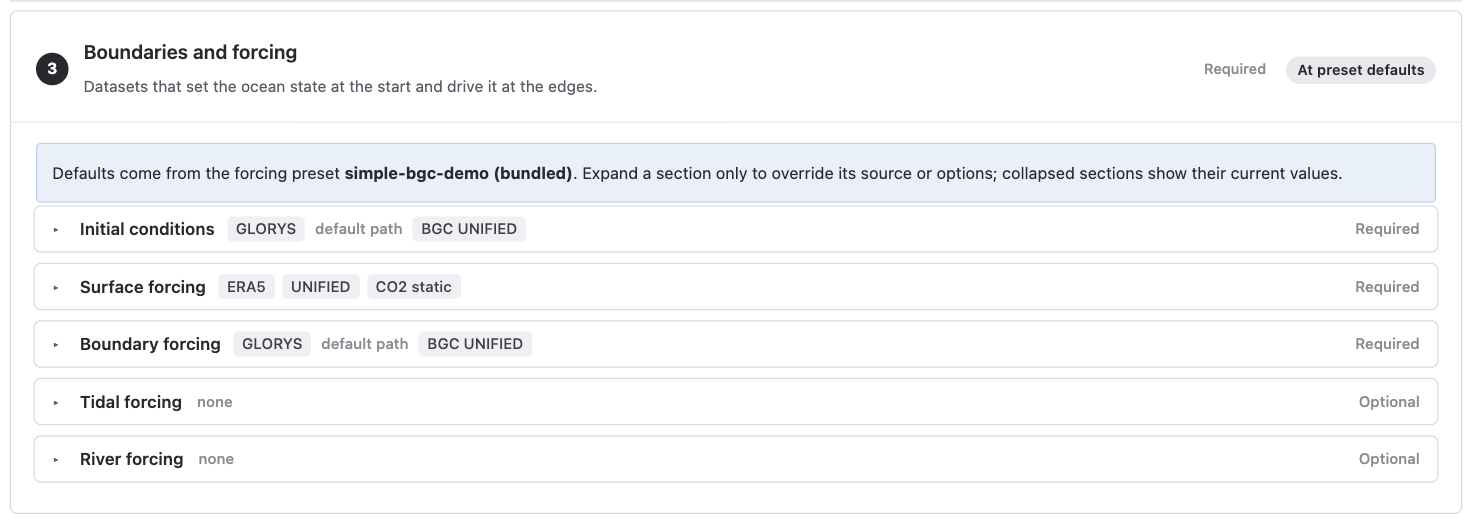 3
Boundaries and forcing
Datasets that set the ocean state at the start and drive it at the edges.
Required At preset defaults
Defaults come from the forcing preset simple-bgc-demo (bundled). Expand a section only to override its source or options; collapsed sections show their current values.
Initial conditions GLORYS default path BGC UNIFIED Required
Surface forcing ERA5 UNIFIED CO2 static Required
Boundary forcing GLORYS default path BGC UNIFIED Required
Tidal forcing none Optional
River forcing none Optional